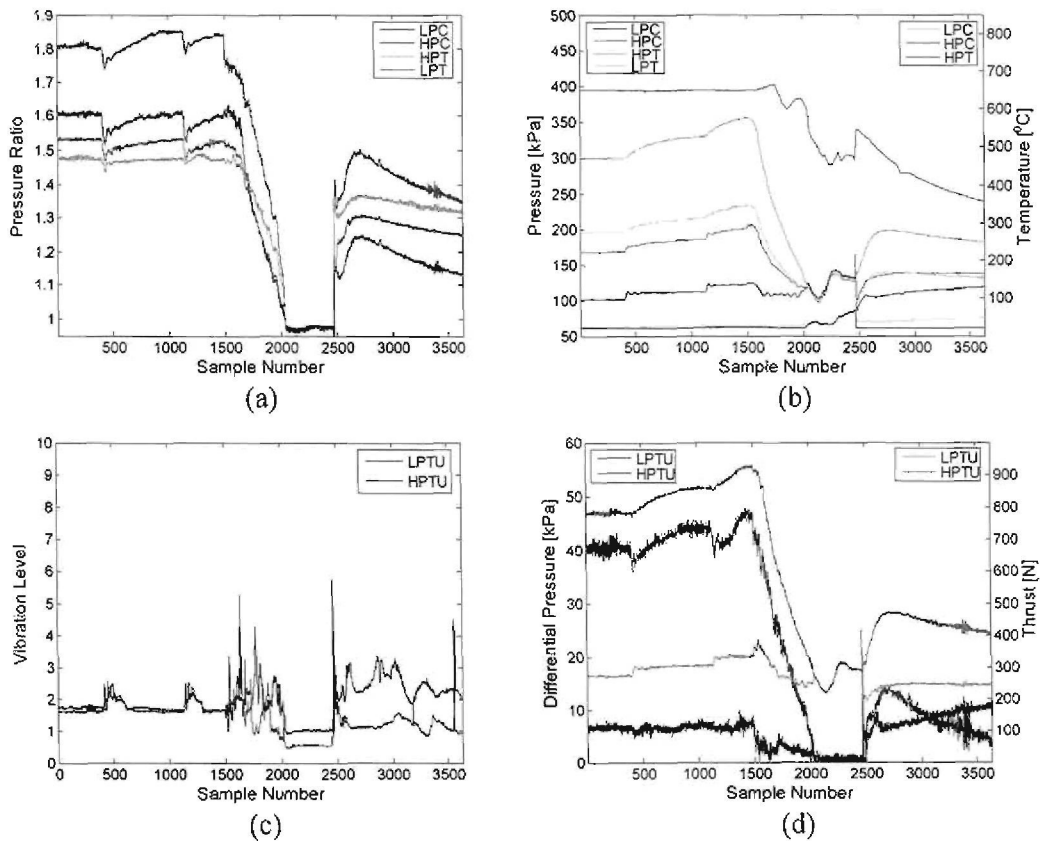 1.9
1.8
1.7
1.6
1.5
1.4
1.3
1.2
1.1
1
Pressure Ratio
LPC
HPC
HPT
LPT
500 1000 1500 2000 2500 3000 3500
Sample Number
(a)
500
450
400
350
300
250
200
150
100
50
Pressure [kPa]
LPC
HPC
HPT
LPT
LPC
HPC
HPT
800
700
600
500
400
300
200
100
Temperature [⁰C]
500 1000 1500 2000 2500 3000 3500
Sample Number
(b)
10
9
8
7
6
5
4
3
2
1
0
Vibration Level
LPTU
HPTU
0 500 1000 1500 2000 2500 3000 3500
Sample Number
(c)
60
50
40
30
20
10
0
Differential Pressure [kPa]
LPTU
HPTU
LPTU
HPTU
900
800
700
600
500
400
300
200
100
Thrust [N]
500 1000 1500 2000 2500 3000 3500
Sample Number
(d)